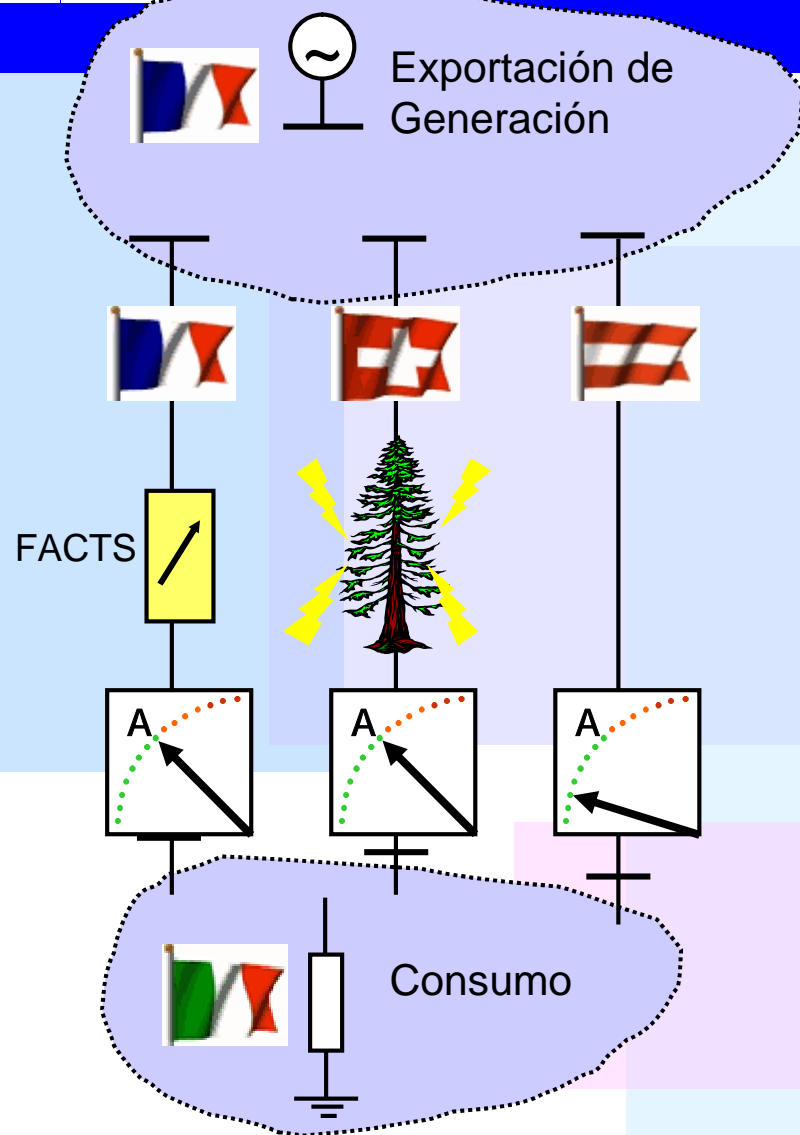 ~
Exportación de
Generación
FACTS
A
A
A
Consumo